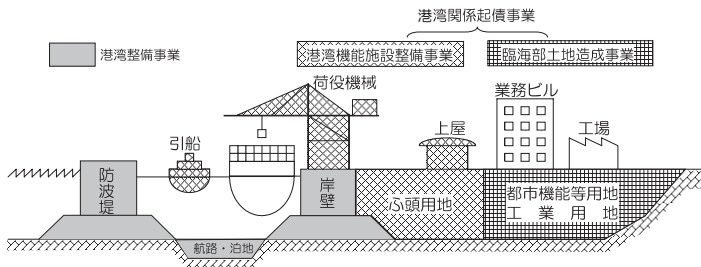 港湾関係起債事業
港湾整備事業
港湾機能施設整備事業
臨海部土地造成事業
荷役機械
業務ビル
引船
上屋
工場
防波堤
岸壁
ふ頭用地
都市機能等用地
工業用地
航路・泊地